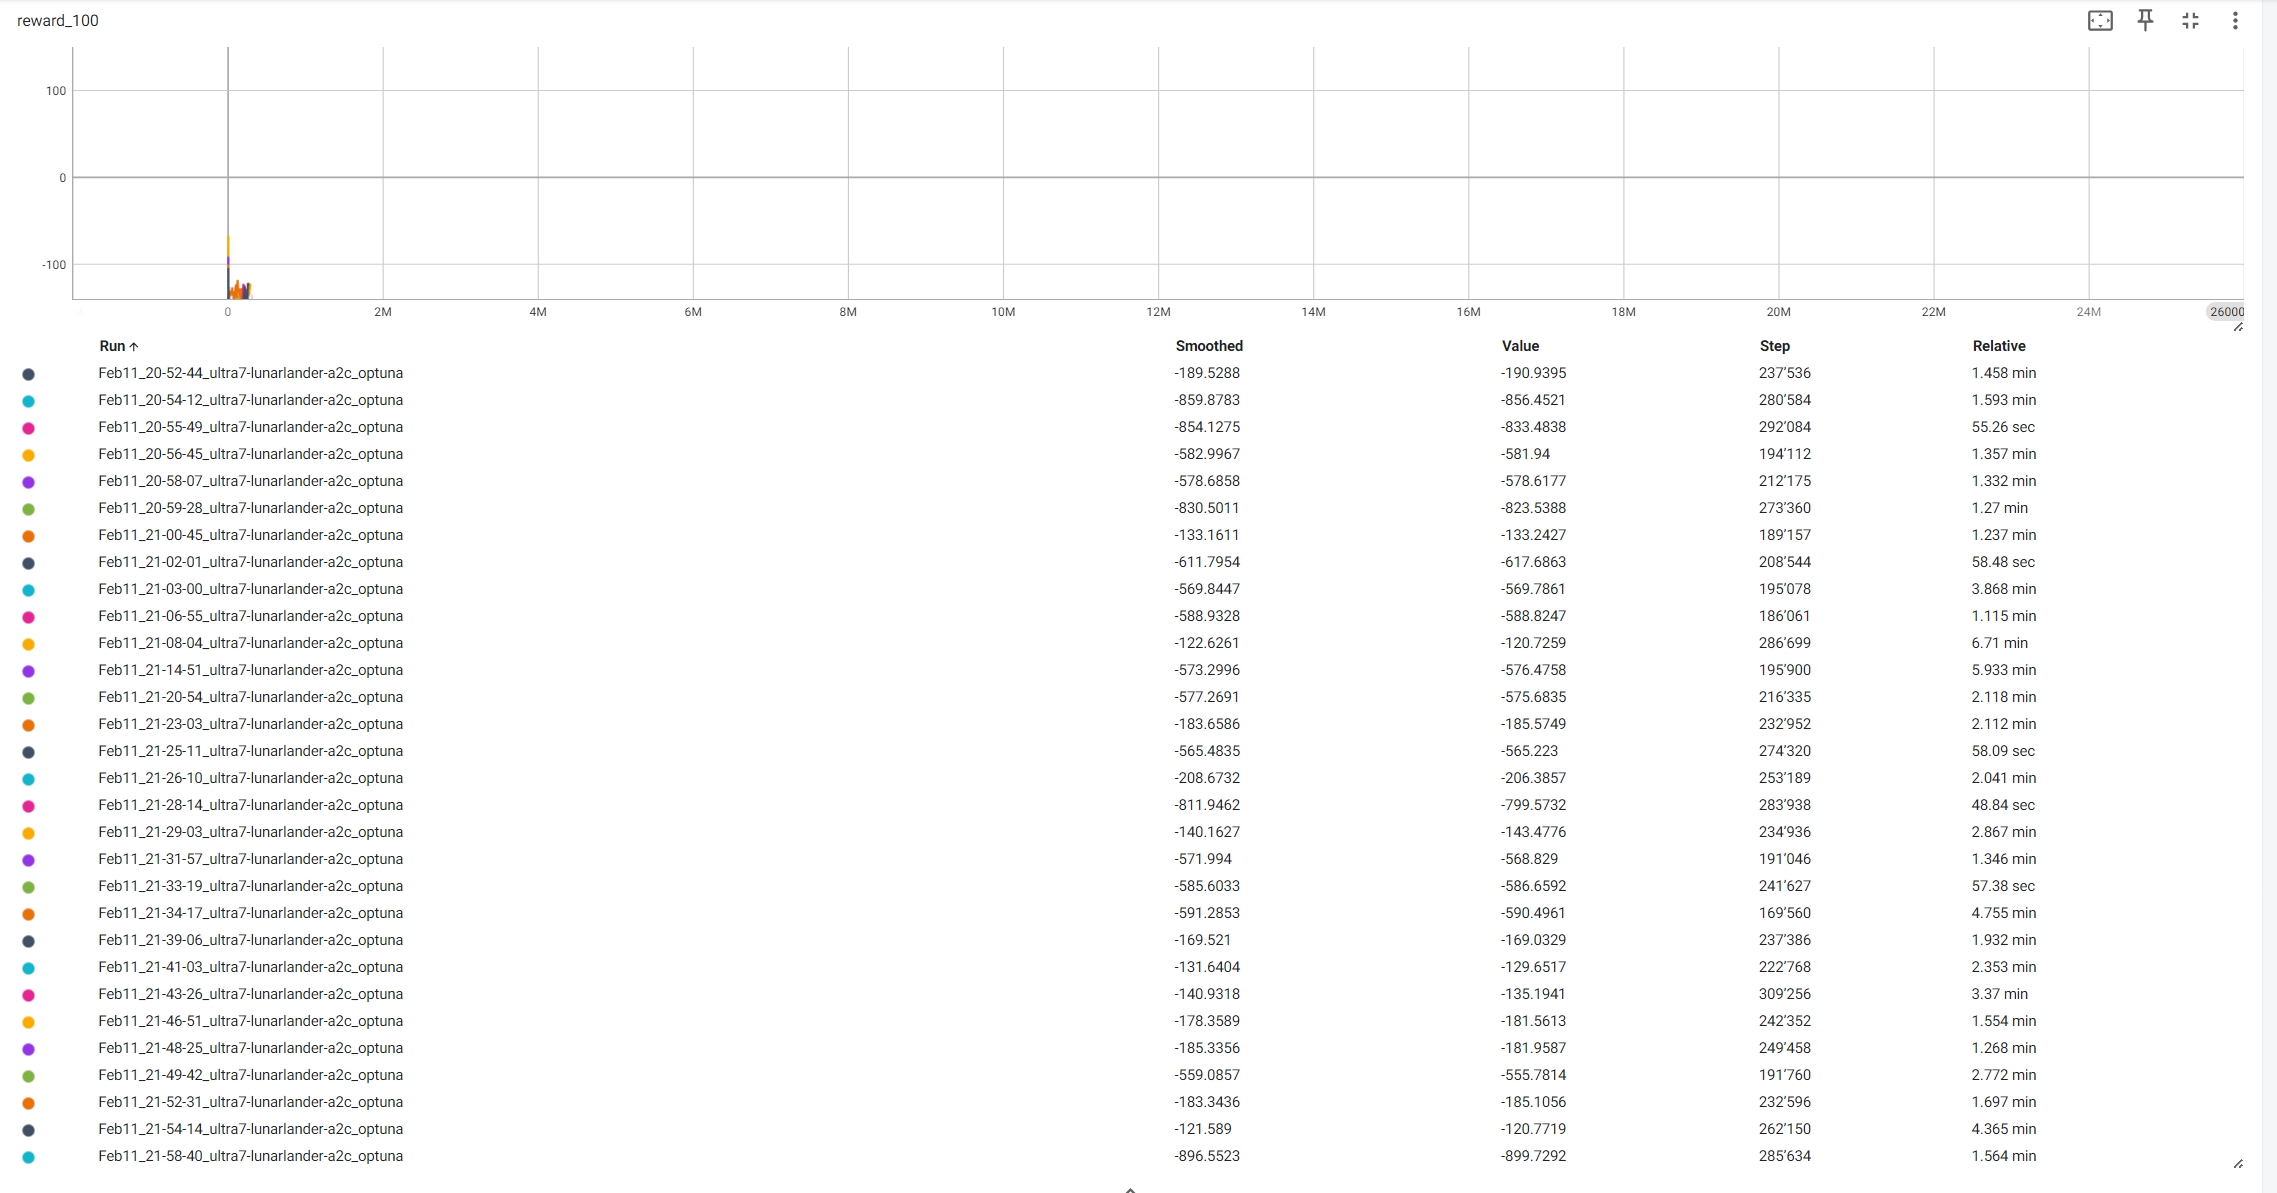 reward_100
100
0
-100
0 2M 4M 6M 8M 10M 12M 14M 16M 18M 20M 22M 24M 26000
Run Smoothed Value Step Relative
Feb11_20-52-44_ultra7-lunarlander-a2c_optuna -189.5288 -190.9395 237’536 1.458 min
Feb11_20-54-12_ultra7-lunarlander-a2c_optuna -859.8783 -856.4521 280’584 1.593 min
Feb11_20-55-49_ultra7-lunarlander-a2c_optuna -854.1275 -833.4838 292’084 55.26 sec
Feb11_20-56-45_ultra7-lunarlander-a2c_optuna -582.9967 -581.94 194’112 1.357 min
Feb11_20-58-07_ultra7-lunarlander-a2c_optuna -578.6858 -578.6177 212’175 1.332 min
Feb11_20-59-28_ultra7-lunarlander-a2c_optuna -830.5011 -823.5388 273’360 1.27 min
Feb11_21-00-45_ultra7-lunarlander-a2c_optuna -133.1611 -133.2427 189’157 1.237 min
Feb11_21-02-01_ultra7-lunarlander-a2c_optuna -611.7954 -617.6863 208’544 58.48 sec
Feb11_21-03-00_ultra7-lunarlander-a2c_optuna -569.8447 -569.7861 195’078 3.868 min
Feb11_21-06-55_ultra7-lunarlander-a2c_optuna -588.9328 -588.8247 186’061 1.115 min
Feb11_21-08-04_ultra7-lunarlander-a2c_optuna -122.6261 -120.7259 286’699 6.71 min
Feb11_21-14-51_ultra7-lunarlander-a2c_optuna -573.2996 -576.4758 195’900 5.933 min
Feb11_21-20-54_ultra7-lunarlander-a2c_optuna -577.2691 -575.6835 216’335 2.118 min
Feb11_21-23-03_ultra7-lunarlander-a2c_optuna -183.6586 -185.5749 232’952 2.112 min
Feb11_21-25-11_ultra7-lunarlander-a2c_optuna -565.4835 -565.223 274’320 58.09 sec
Feb11_21-26-10_ultra7-lunarlander-a2c_optuna -208.6732 -206.3857 253’189 2.041 min
Feb11_21-28-14_ultra7-lunarlander-a2c_optuna -811.9462 -799.5732 283’938 48.84 sec
Feb11_21-29-03_ultra7-lunarlander-a2c_optuna -140.1627 -143.4776 234’936 2.867 min
Feb11_21-31-57_ultra7-lunarlander-a2c_optuna -571.994 -568.829 191’046 1.346 min
Feb11_21-33-19_ultra7-lunarlander-a2c_optuna -585.6033 -586.6592 241’627 57.38 sec
Feb11_21-34-17_ultra7-lunarlander-a2c_optuna -591.2853 -590.4961 169’560 4.755 min
Feb11_21-39-06_ultra7-lunarlander-a2c_optuna -169.521 -169.0329 237’386 1.932 min
Feb11_21-41-03_ultra7-lunarlander-a2c_optuna -131.6404 -129.6517 222’768 2.353 min
Feb11_21-43-26_ultra7-lunarlander-a2c_optuna -140.9318 -135.1941 309’256 3.37 min
Feb11_21-46-51_ultra7-lunarlander-a2c_optuna -178.3589 -181.5613 242’352 1.554 min
Feb11_21-48-25_ultra7-lunarlander-a2c_optuna -185.3356 -181.9587 249’458 1.268 min
Feb11_21-49-42_ultra7-lunarlander-a2c_optuna -559.0857 -555.7814 191’760 2.772 min
Feb11_21-52-31_ultra7-lunarlander-a2c_optuna -183.3436 -185.1056 232’596 1.697 min
Feb11_21-54-14_ultra7-lunarlander-a2c_optuna -121.589 -120.7719 262’150 4.365 min
Feb11_21-58-40_ultra7-lunarlander-a2c_optuna -896.5523 -899.7292 285’634 1.564 min